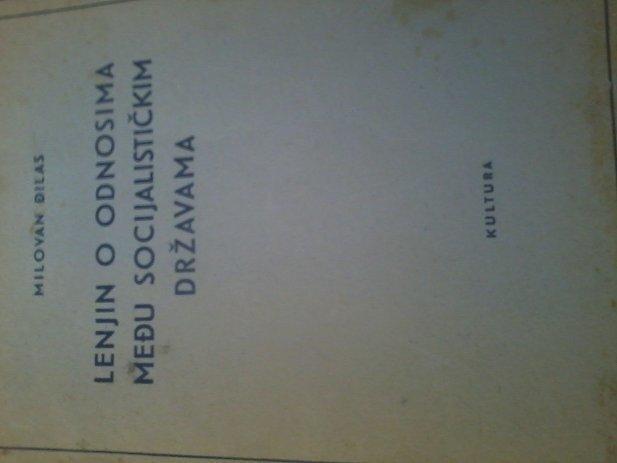 MILOVAN ĐILAS
LENJIN O ODNOSIMA
MEĐU SOCIJALISTIČKIM
DRŽAVAMA
KULTURA